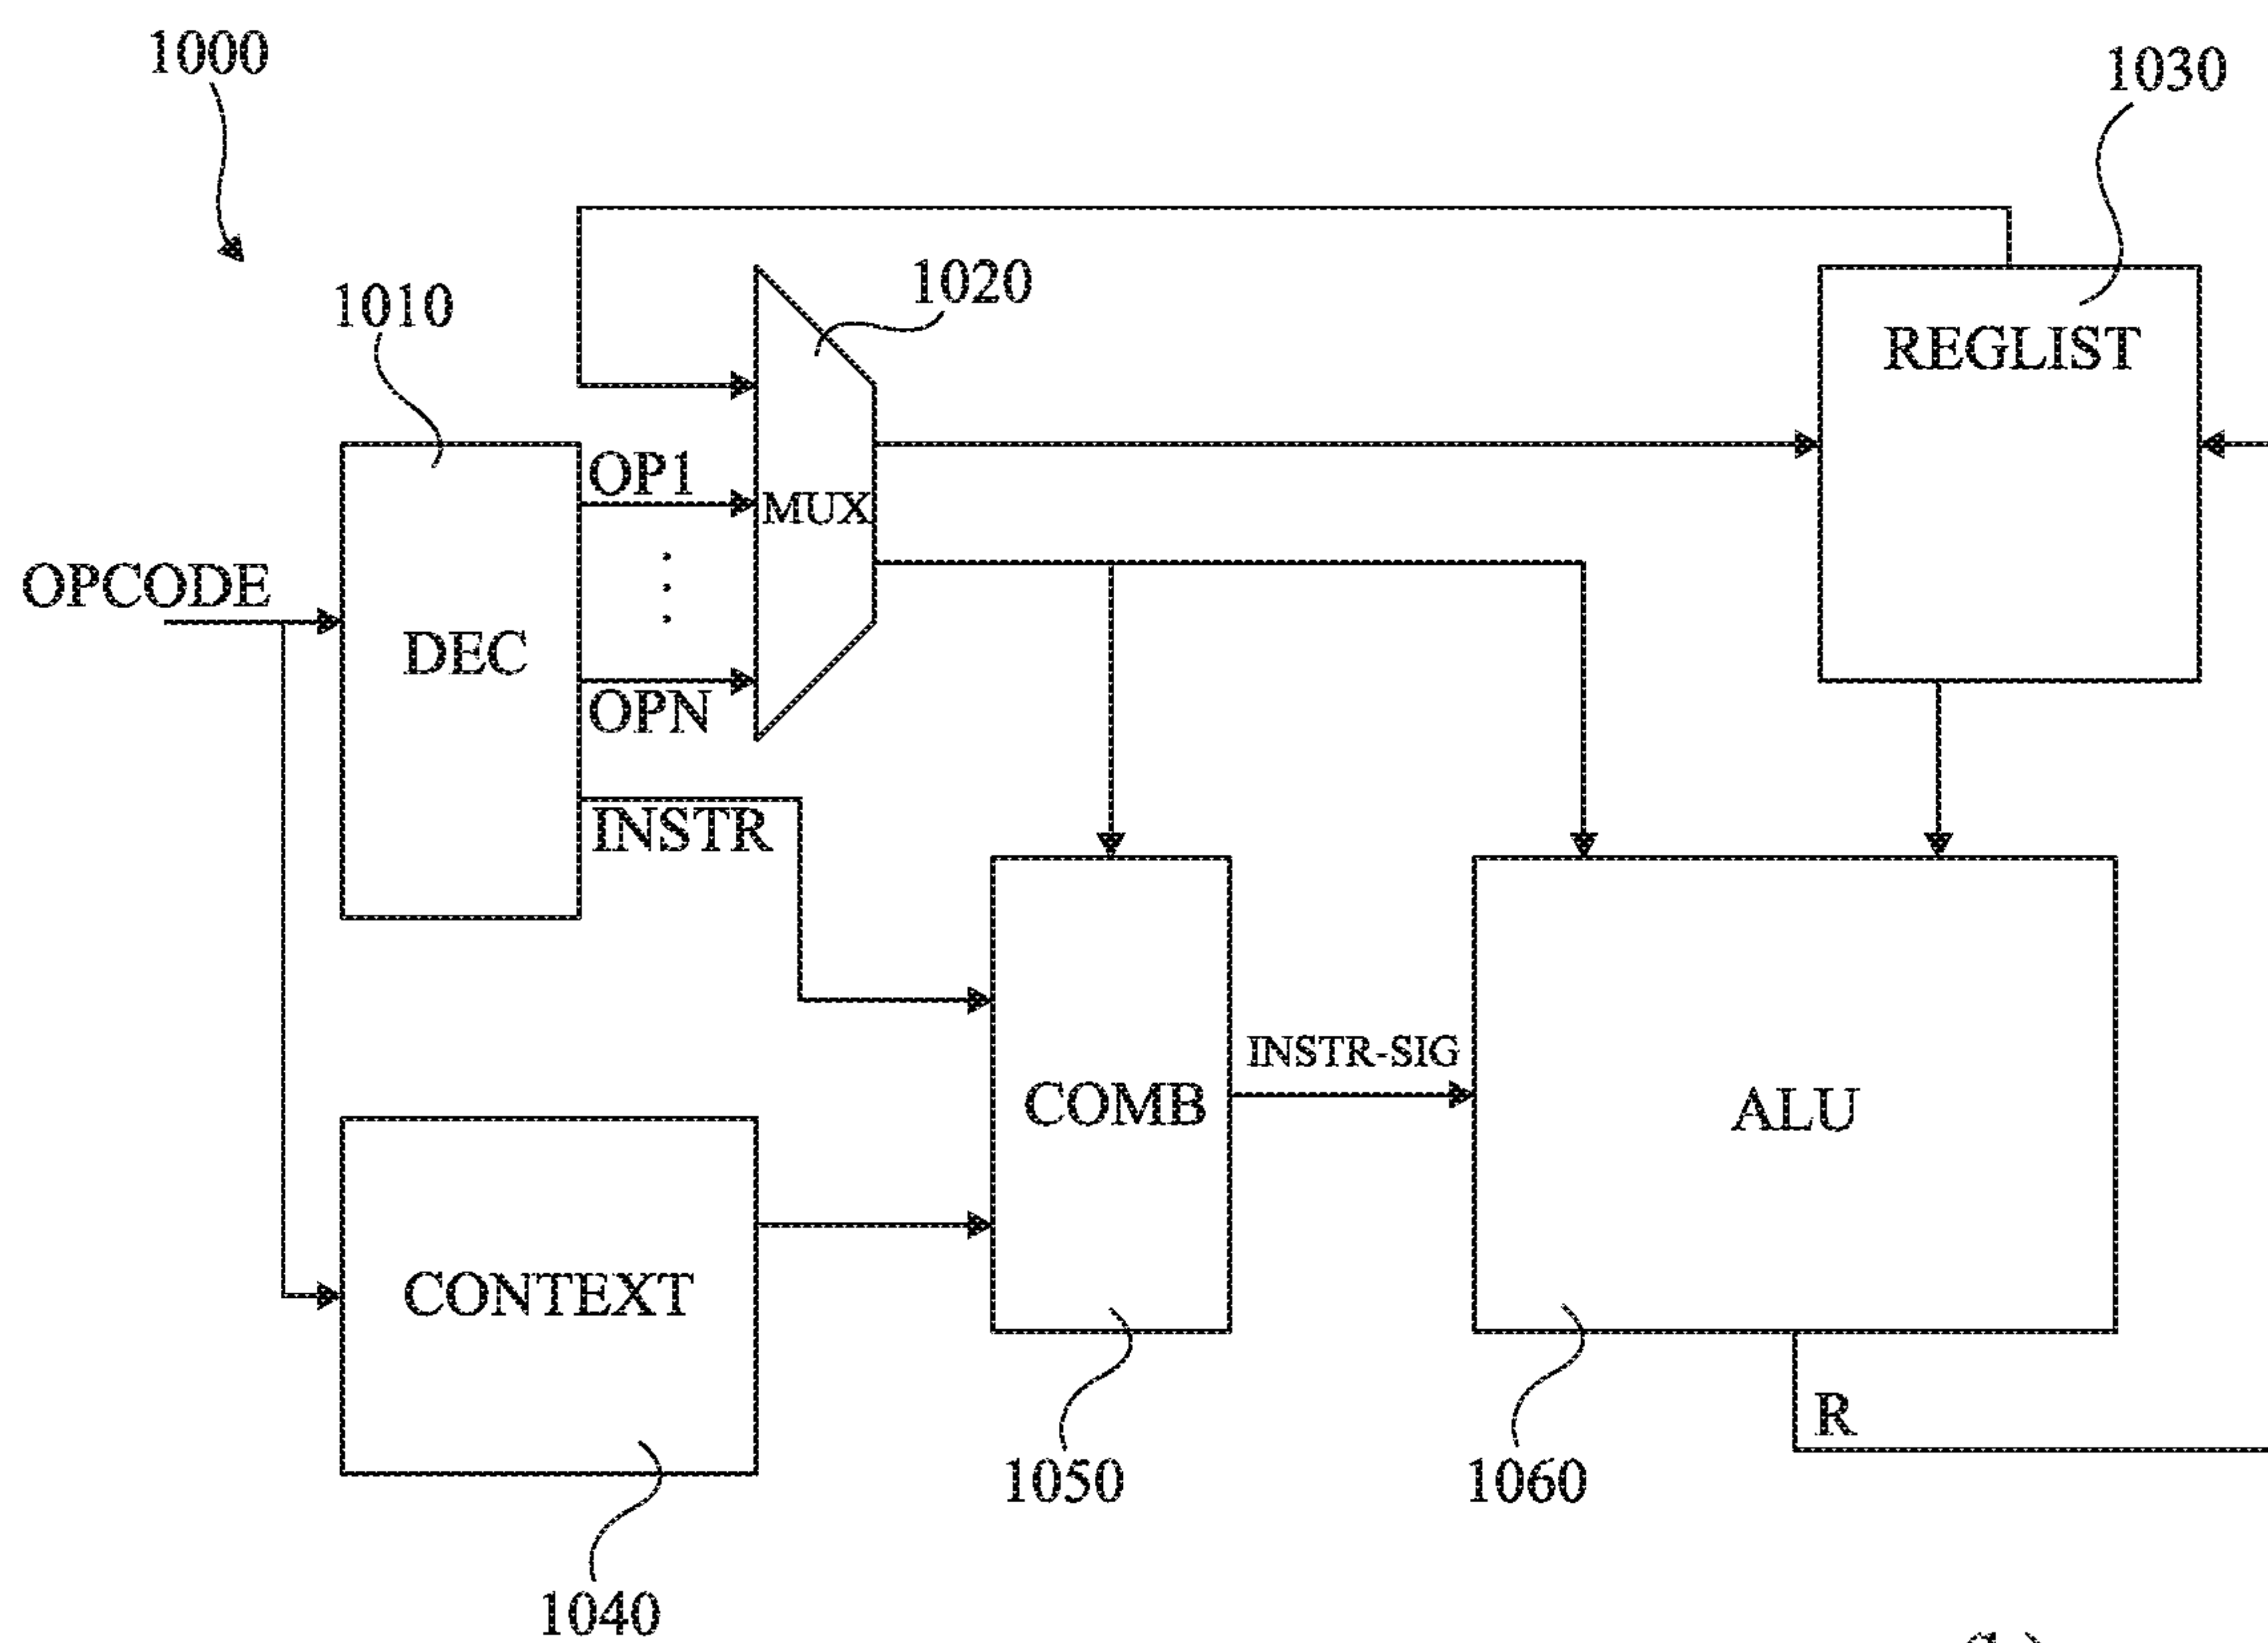 1000
1030
1010
1020
REGLIST
OP1
MUX
OPCODE
DEC
OPN
INSTR
INSTR-SIG
COMB
ALU
CONTEXT
R
1050
1060
1040